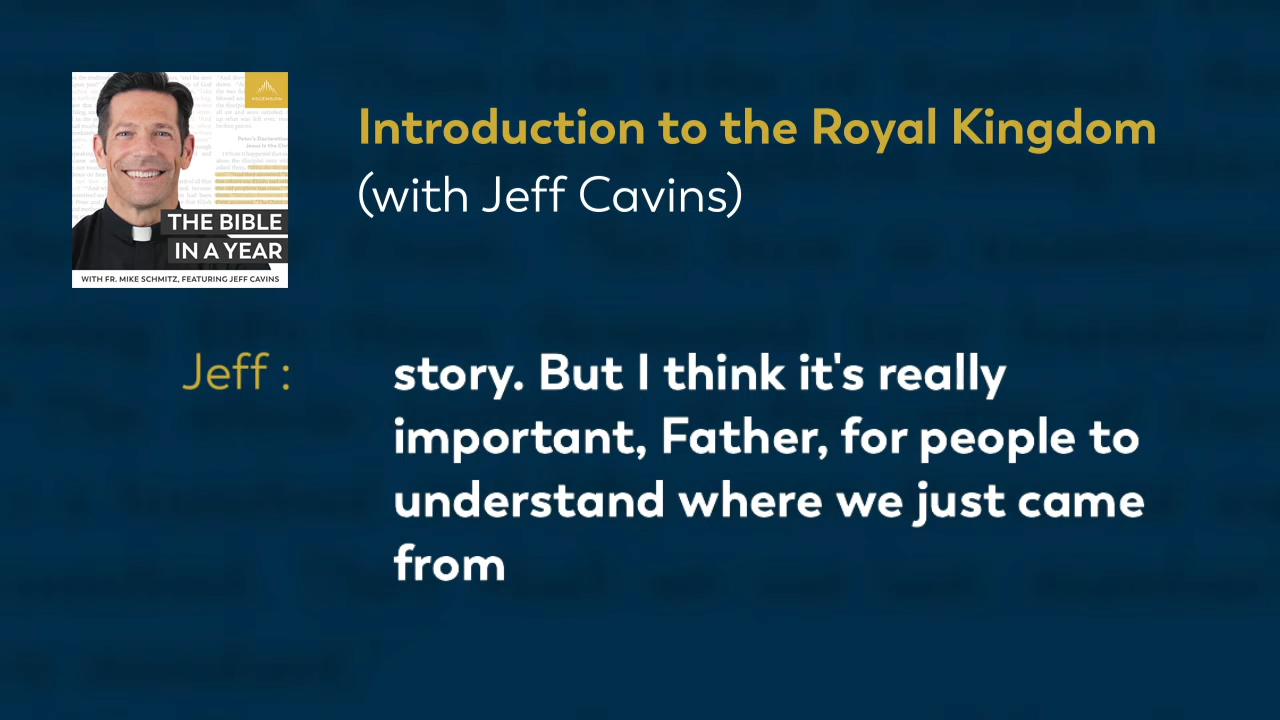 ASCENSION
THE BIBLE
IN A YEAR
WITH FR. MIKE SCHMITZ, FEATURING JEFF CAVINS
Introduction to the Royal Kingdom
(with Jeff Cavins)
Jeff :
story. But I think it's really
important, Father, for people to
understand where we just came
from